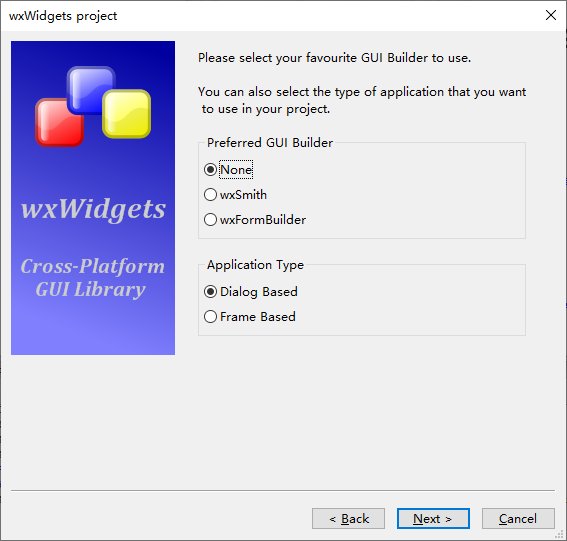 wxWidgets project
wxWidgets
Cross-Platform
GUI Library
Please select your favourite GUI Builder to use.
You can also select the type of application that you want
to use in your project.
Preferred GUI Builder
None
wxSmith
wxFormBuilder
Application Type
Dialog Based
Frame Based
< Back
Next >
Cancel